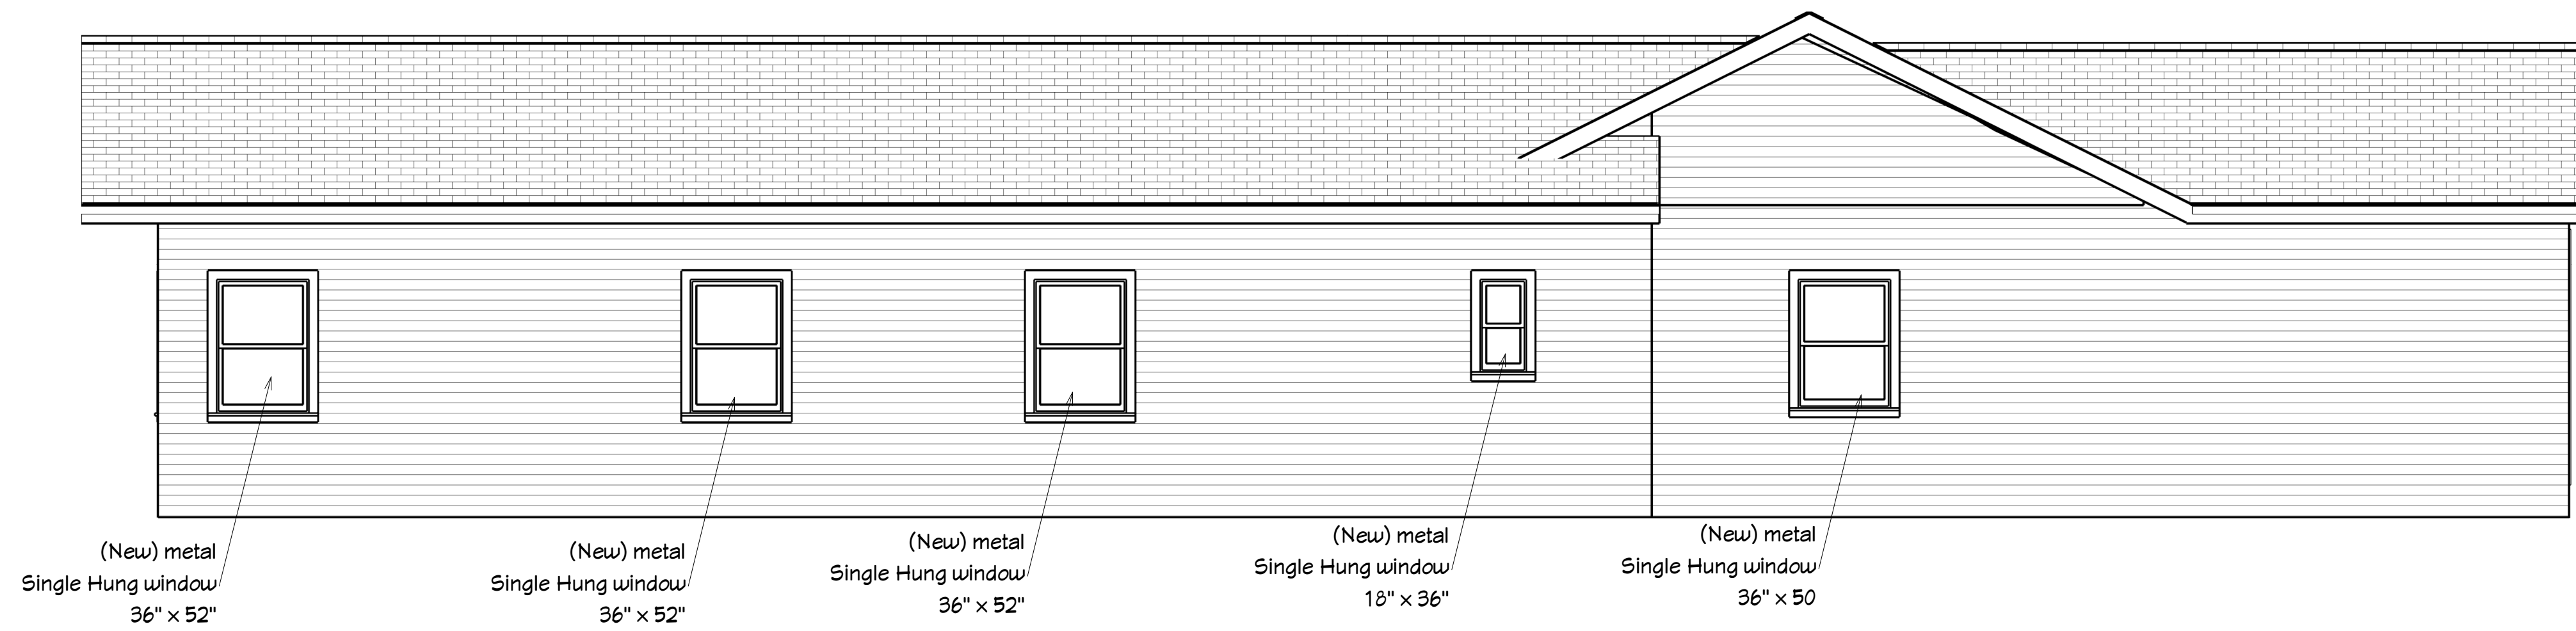 (New) metal
Single Hung window
36" x 52"
(New) metal
Single Hung window
36" x 52"
(New) metal
Single Hung window
36" x 52"
(New) metal
Single Hung window
18" x 36"
(New) metal
Single Hung window
36" x 50